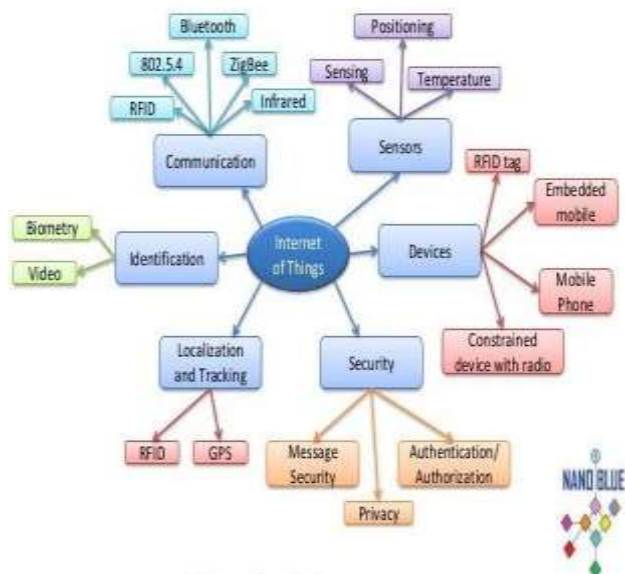 Bluetooth
802.5.4
ZigBee
RFID
Infrared
Communication
Positioning
Sensing
Temperature
Sensors
RFID tag
Embedded
mobile
Mobile
Phone
Constrained
device with radio
Devices
Internet
of Things
Identification
Biometry
Video
Localization
and Tracking
RFID
GPS
Security
Message
Security
Privacy
Authentication/
Authorization
NANO BLUE